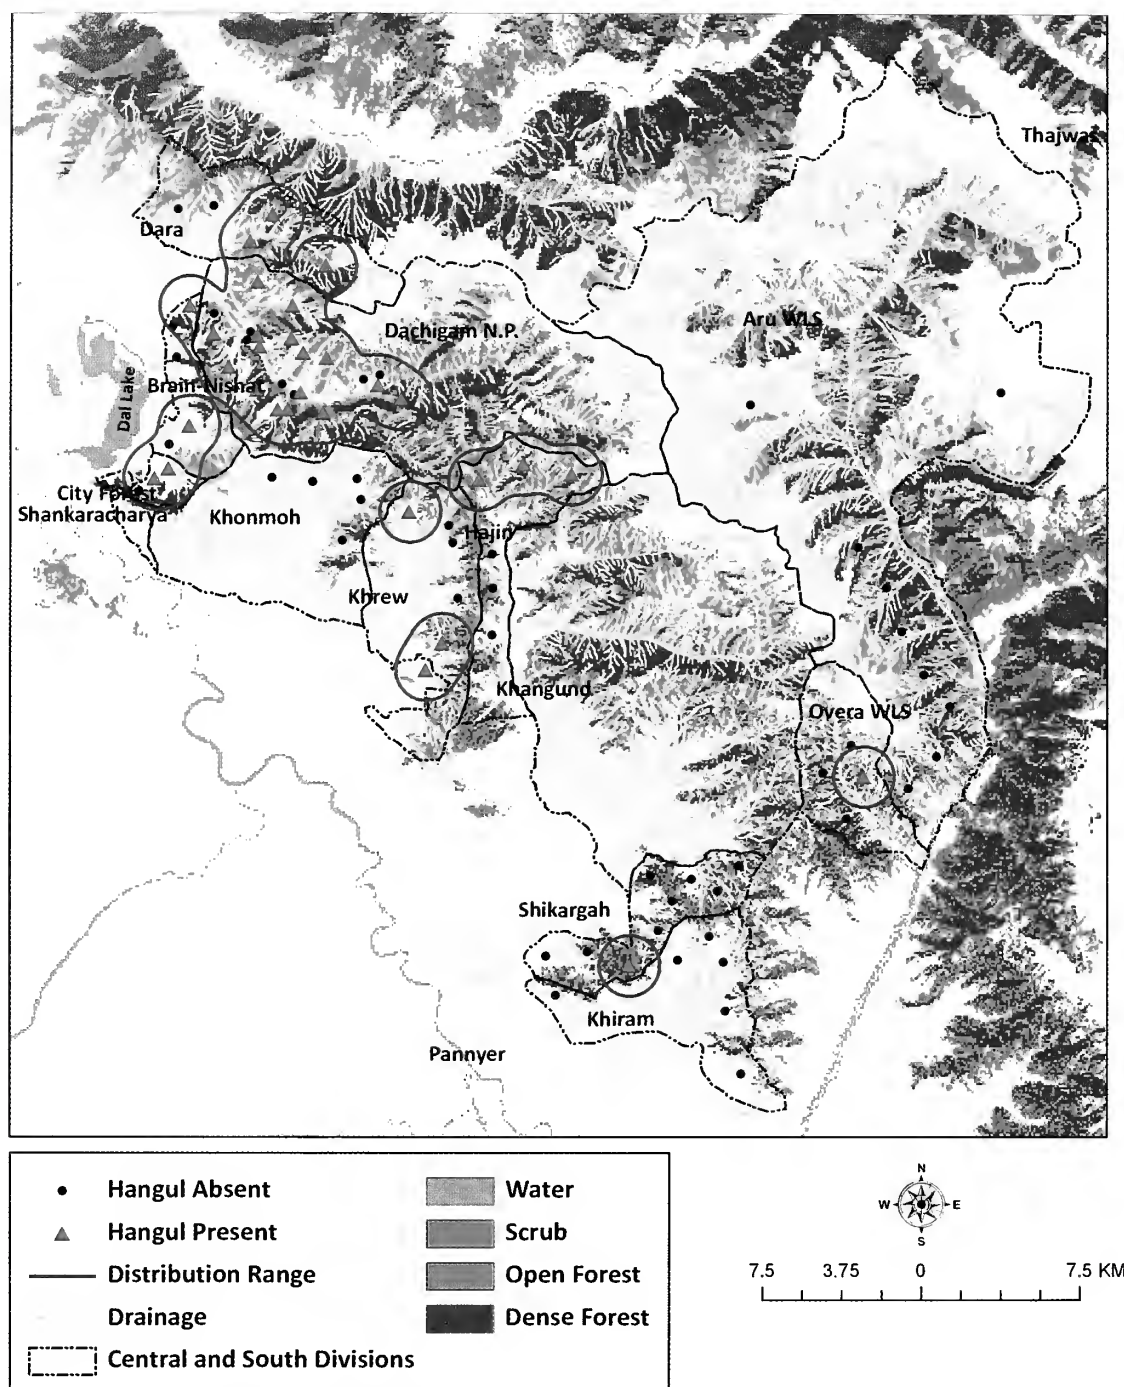 Thajwas
Dara
Aru WLS
Dachigam N.P.
Brain-Nishat
Dal Lake
City Forest
Shankaracharya
Khonmoh
Hajin
Khrew
Khangund
Overa WLS
Shikargah
Khiram
Pannyer
Hangul Absent
Hangul Present
Distribution Range
Drainage
Central and South Divisions
Water
Scrub
Open Forest
Dense Forest
N
W E
S
7.5 3.75 0 7.5 KM